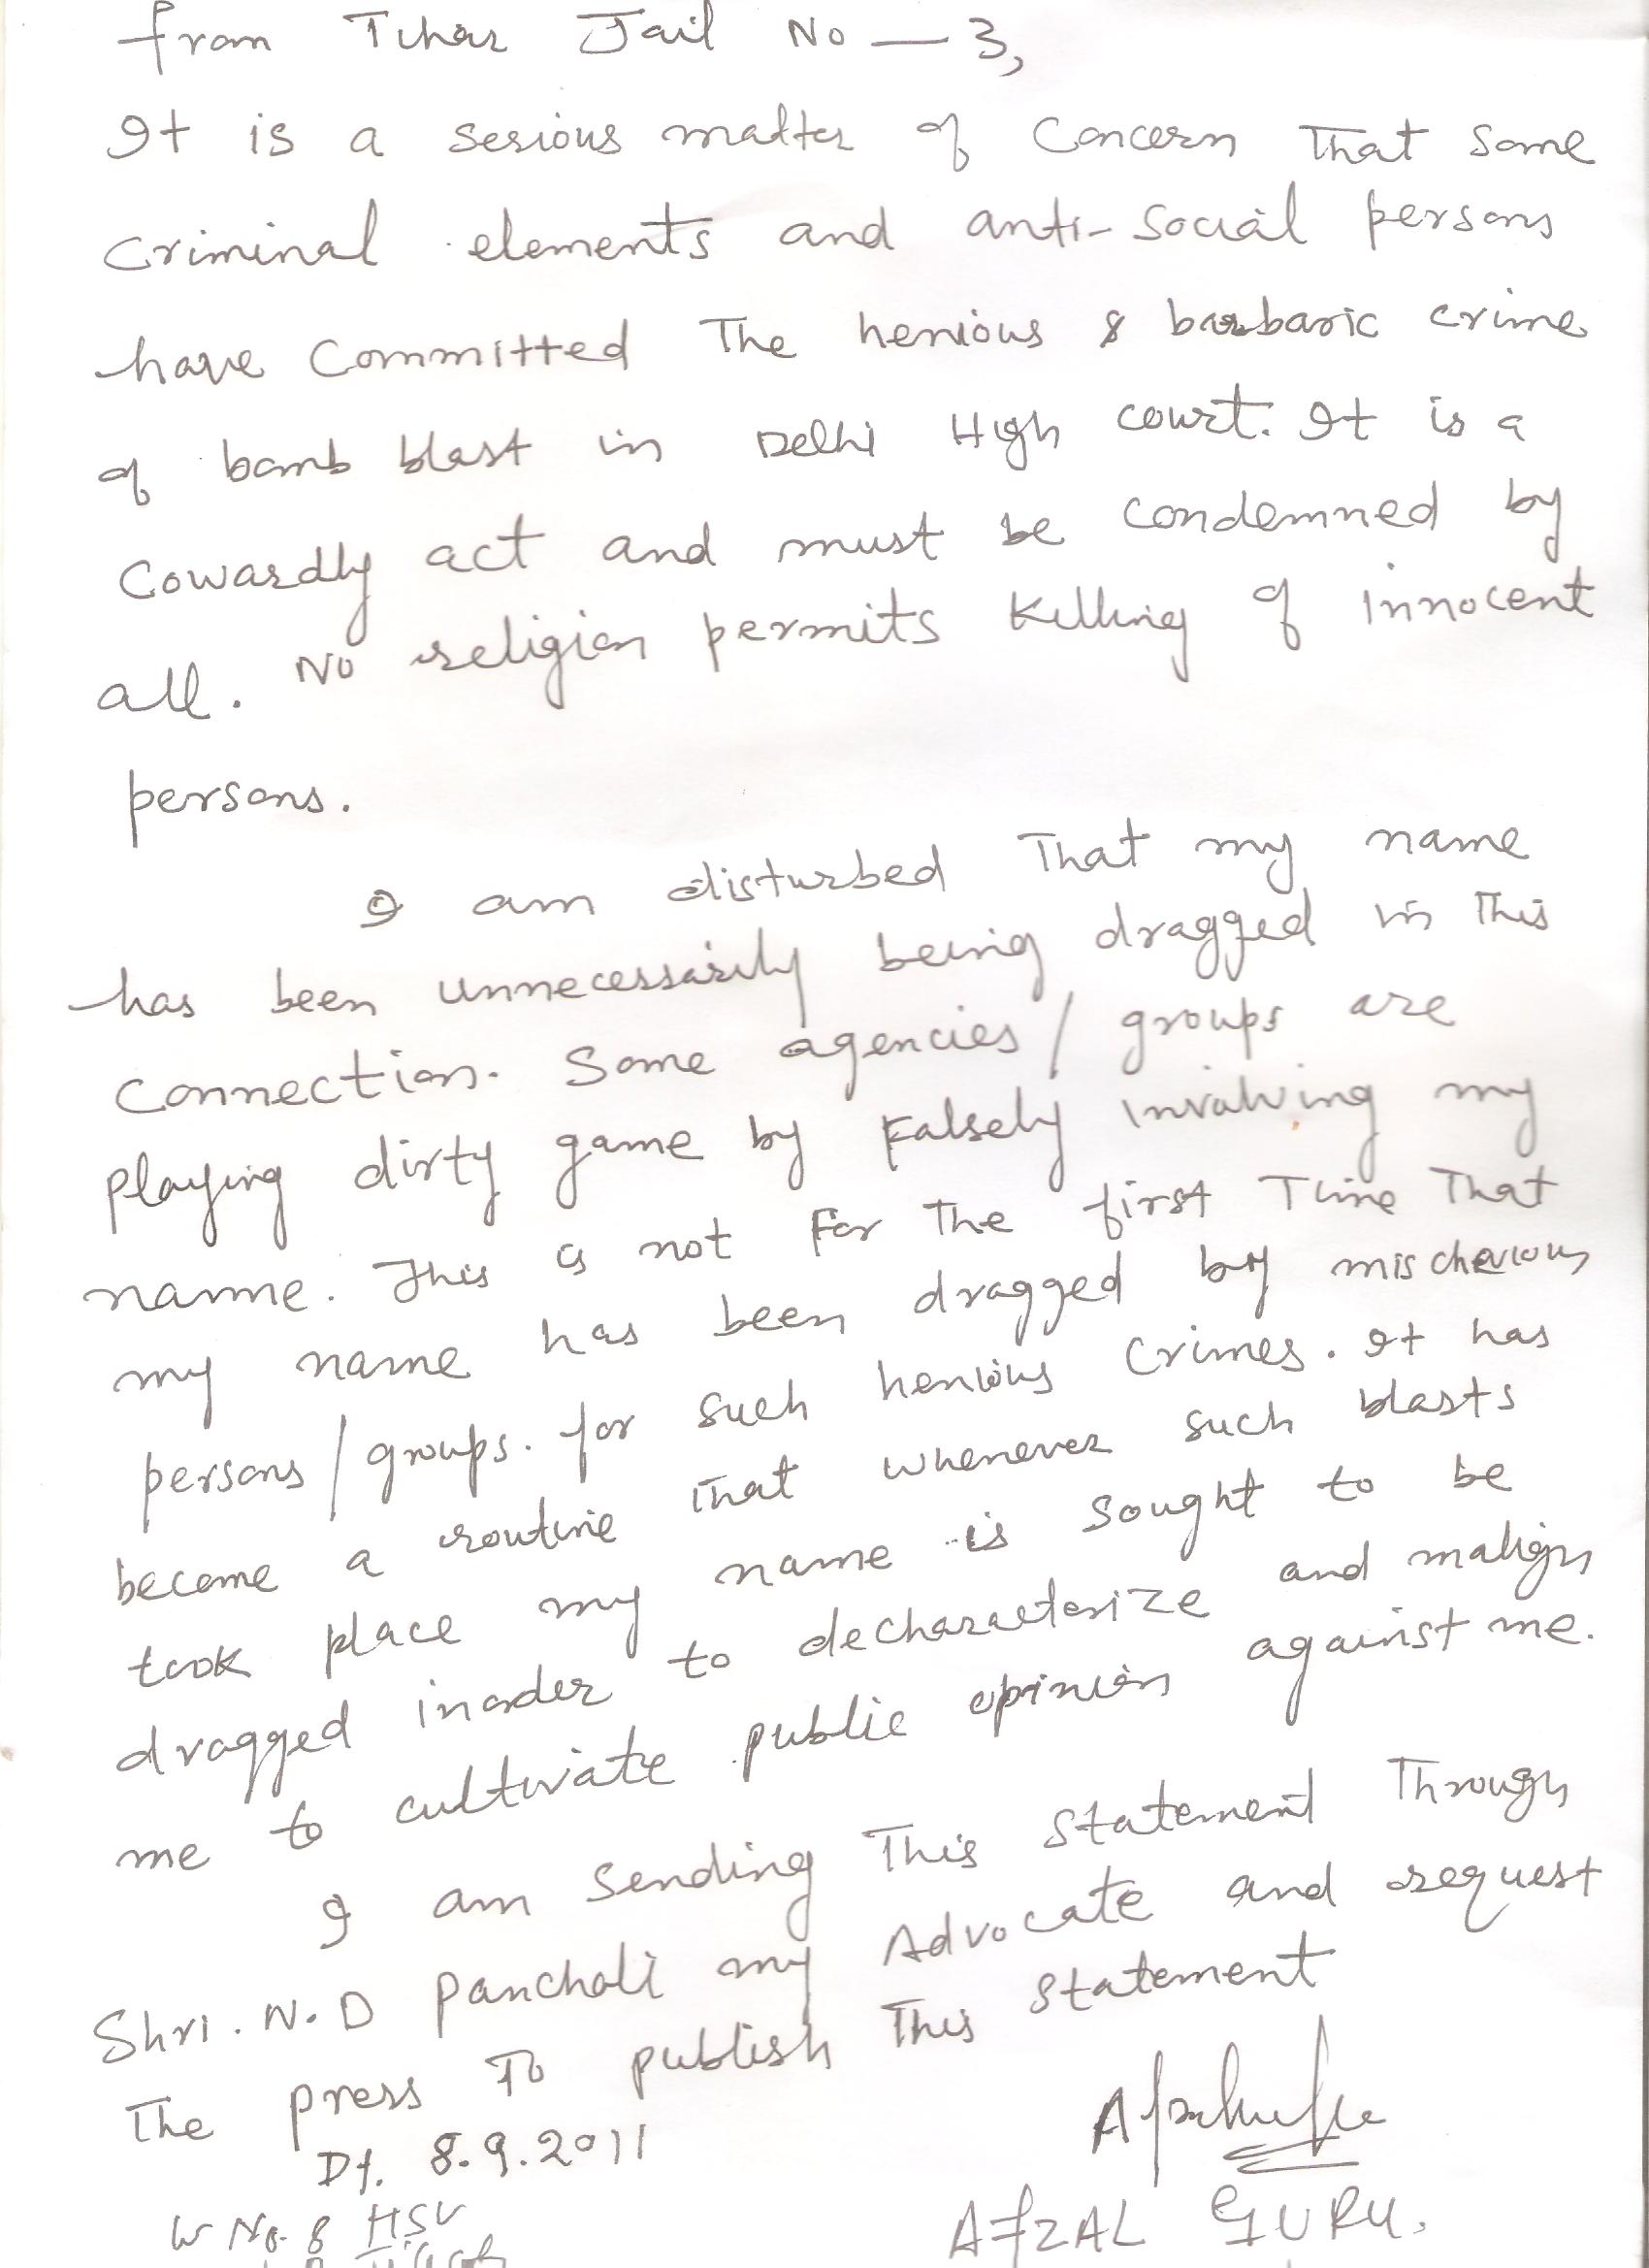 from Tihar Jail No — 3,
It is a serious matter of Concern That Some
Criminal elements and anti-Social persons
have Committed The henious & barbaric crime
of bomb blast in Delhi High court. It is a
Cowardly act and must be condemned by
all. No religion permits killing of innocent
persons.
I am disturbed That my name
has been unnecessarily being dragged in This
Connection. Some agencies / groups are
playing dirty game by Falsely involving my
name. This is not For The first Time That
my name has been dragged by mischevious
persons / groups. for such henious Crimes. It has
become a routine That whenever such blasts
took place my name is sought to be
dragged inorder to decharacterize and malign
me to cultivate public opinion against me.
I am Sending This Statement Through
Shri. N.D Pancholi my Advocate and request
The press To publish This Statement
Dt. 8.9.2011
AFZAL GURU.
W No. 8 HSW